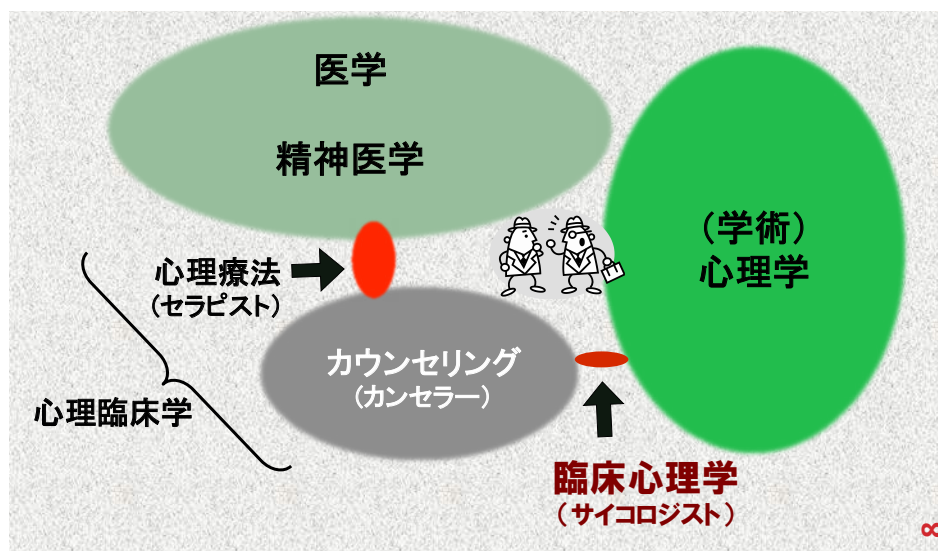 医学
精神医学
(学術)
心理学
心理療法
(セラピスト)
カウンセリング
(カンセラー)
心理臨床学
臨床心理学
(サイコロジスト)
∞